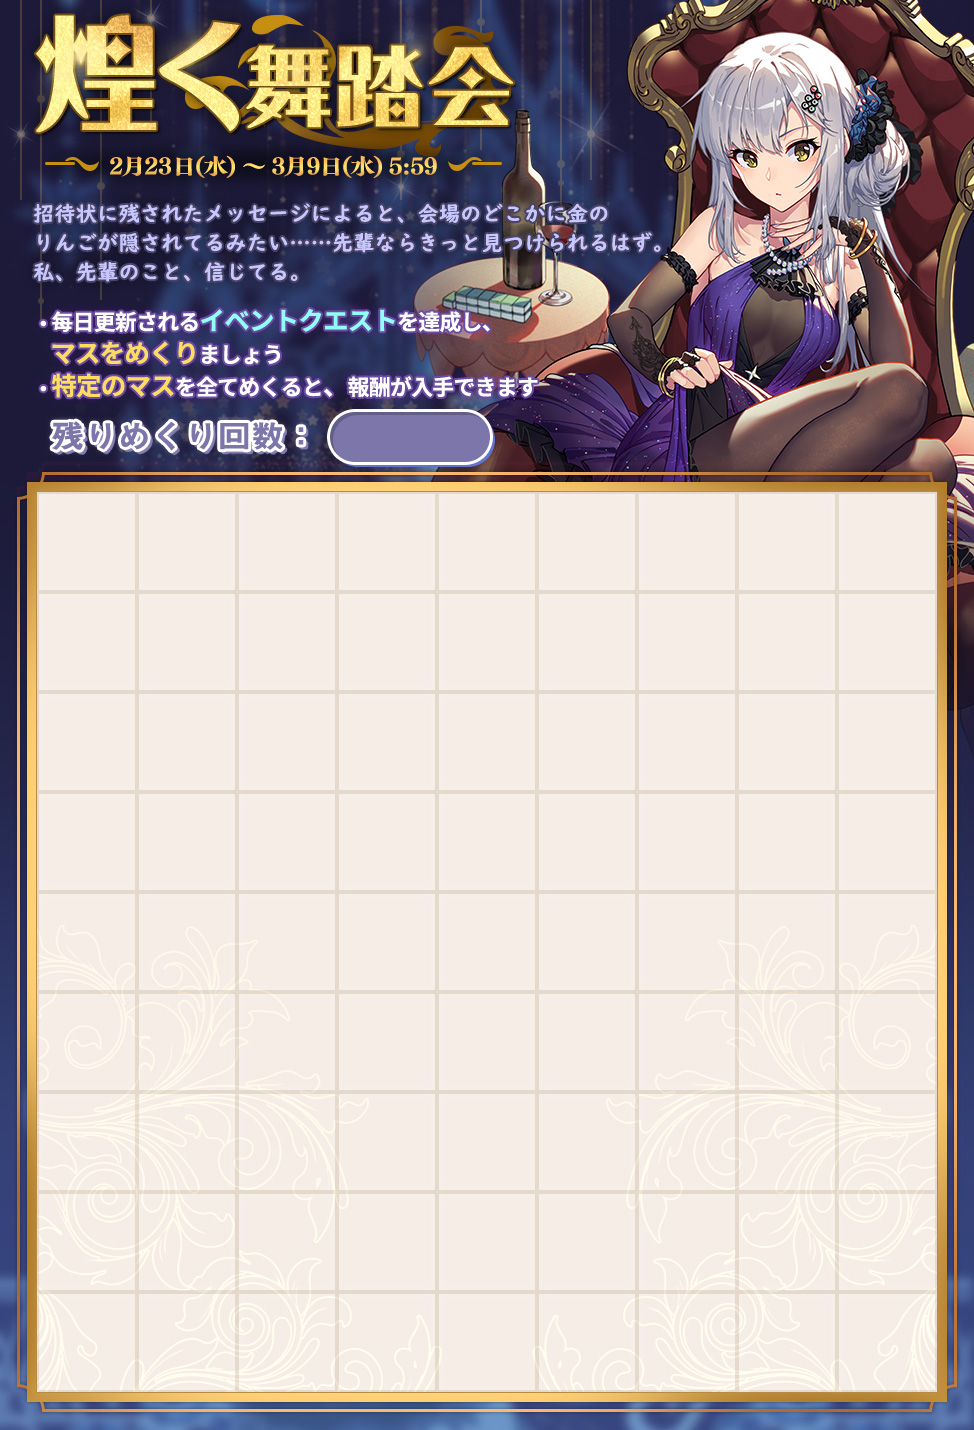 煌く舞踏会
2月23日(水) ～ 3月9日(水) 5:59
招待状に残されたメッセージによると、会場のどこかに金の
りんごが隠されてるみたい……先輩ならきっと見つけられるはず。
私、先輩のこと、信じてる。
・毎日更新されるイベントクエストを達成し、
マスをめくりましょう
・特定のマスを全てめくると、報酬が入手できます
残りめくり回数：